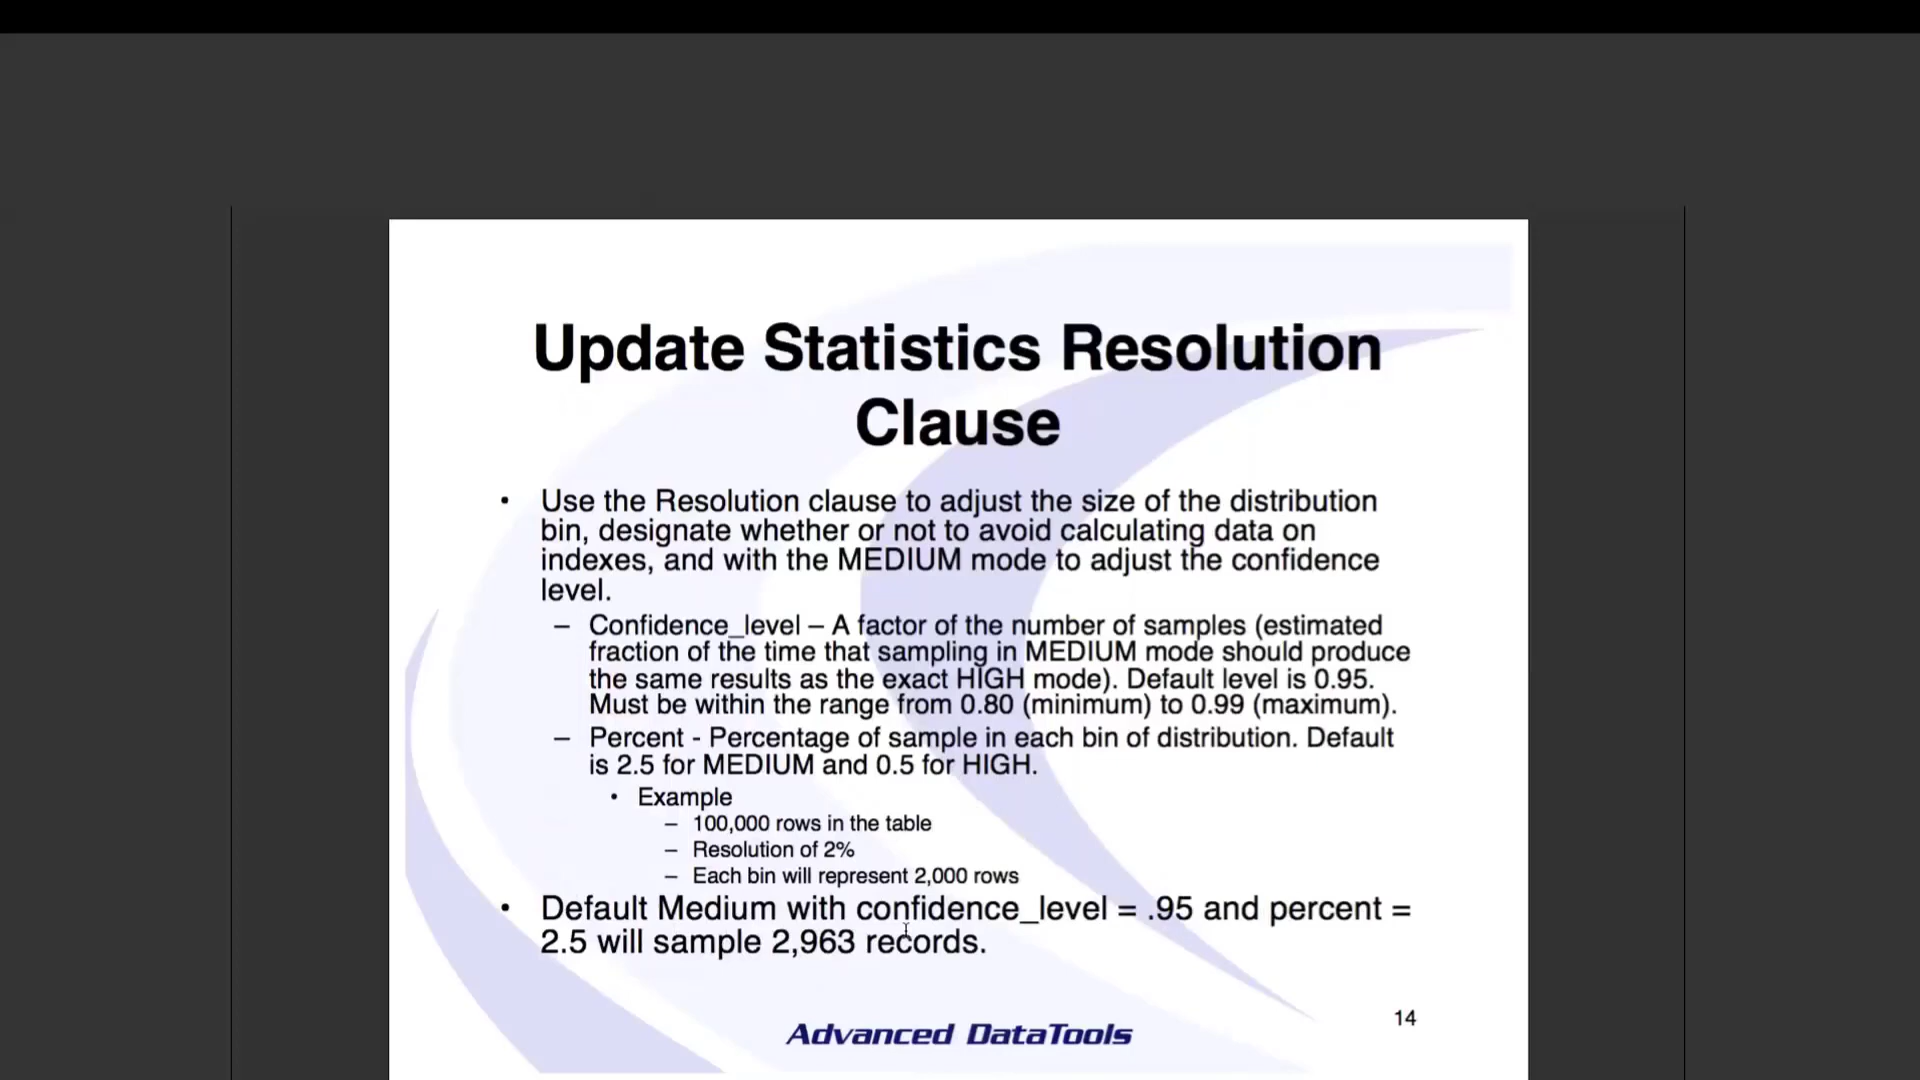 Update Statistics Resolution
Clause
• Use the Resolution clause to adjust the size of the distribution
bin, designate whether or not to avoid calculating data on
indexes, and with the MEDIUM mode to adjust the confidence
level.
– Confidence_level – A factor of the number of samples (estimated
fraction of the time that sampling in MEDIUM mode should produce
the same results as the exact HIGH mode). Default level is 0.95.
Must be within the range from 0.80 (minimum) to 0.99 (maximum).
– Percent - Percentage of sample in each bin of distribution. Default
is 2.5 for MEDIUM and 0.5 for HIGH.
• Example
– 100,000 rows in the table
– Resolution of 2%
– Each bin will represent 2,000 rows
• Default Medium with confidence_level = .95 and percent =
2.5 will sample 2,963 records.
14
Advanced DataTools